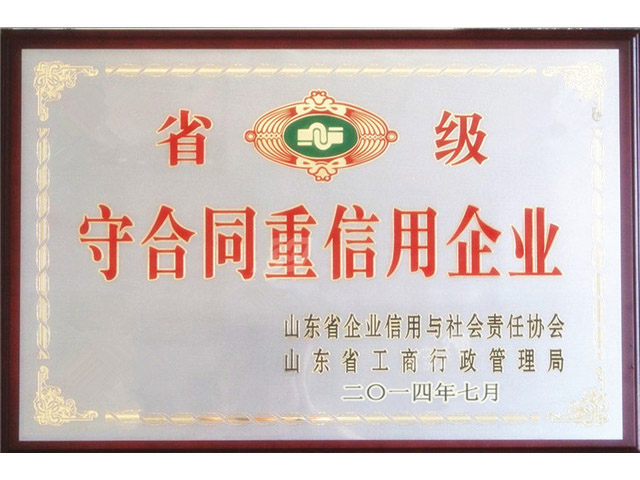 省级
守合同重信用企业
山东省企业信用与社会责任协会
山东省工商行政管理局
二〇一四年七月